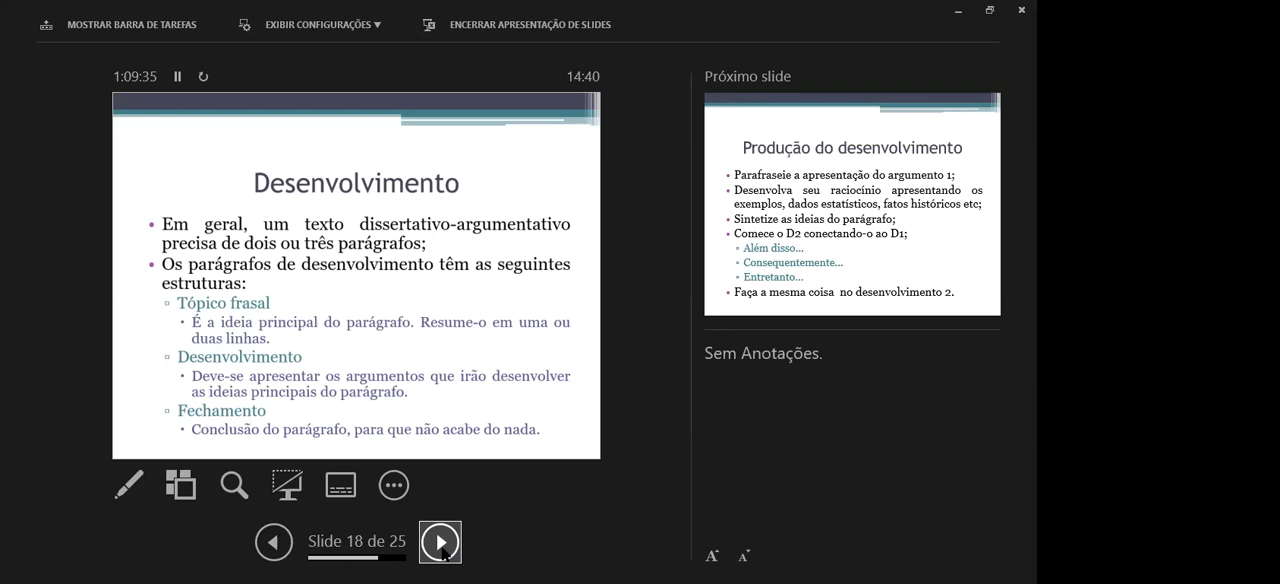 MOSTRAR BARRA DE TAREFAS
EXIBIR CONFIGURAÇÕES ▼
ENCERRAR APRESENTAÇÃO DE SLIDES
1:09:35
14:40
Desenvolvimento
• Em geral, um texto dissertativo-argumentativo
precisa de dois ou três parágrafos;
• Os parágrafos de desenvolvimento têm as seguintes
estruturas:
▫ Tópico frasal
• É a ideia principal do parágrafo. Resume-o em uma ou
duas linhas.
▫ Desenvolvimento
• Deve-se apresentar os argumentos que irão desenvolver
as ideias principais do parágrafo.
▫ Fechamento
• Conclusão do parágrafo, para que não acabe do nada.
Slide 18 de 25
Próximo slide
Produção do desenvolvimento
• Parafraseie a apresentação do argumento 1;
• Desenvolva seu raciocínio apresentando os
exemplos, dados estatísticos, fatos históricos etc;
• Sintetize as ideias do parágrafo;
• Comece o D2 conectando-o ao D1;
▫ Além disso...
▫ Consequentemente...
▫ Entretanto...
• Faça a mesma coisa no desenvolvimento 2.
Sem Anotações.
A A